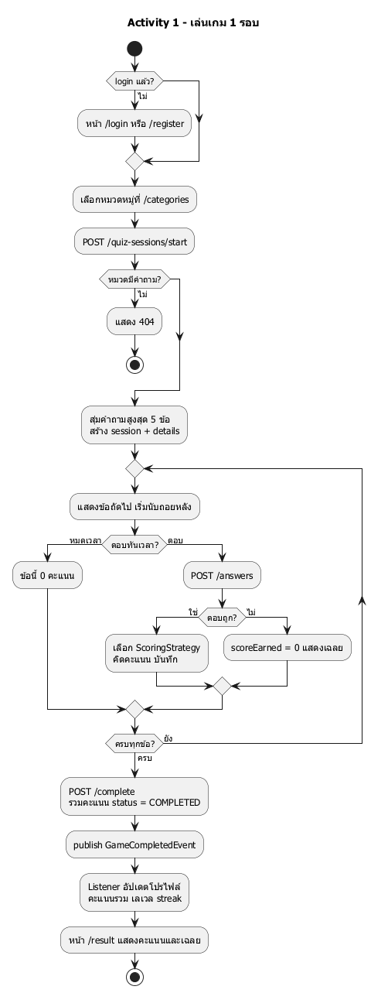 Activity 1 - เล่นเกม 1 รอบ
login แล้ว?
ไม่
หน้า /login หรือ /register
เลือกหมวดหมู่ที่ /categories
POST /quiz-sessions/start
หมวดมีคำถาม?
ไม่
แสดง 404
สุ่มคำถามสูงสุด 5 ข้อ
สร้าง session + details
แสดงข้อถัดไป เริ่มนับถอยหลัง
หมดเวลา
ตอบทันเวลา?
ตอบ
ข้อนี้ 0 คะแนน
POST /answers
ใช่
ตอบถูก?
ไม่
เลือก ScoringStrategy
คิดคะแนน บันทึก
scoreEarned = 0 แสดงเฉลย
ครบทุกข้อ?
ยัง
ครบ
POST /complete
รวมคะแนน status = COMPLETED
publish GameCompletedEvent
Listener อัปเดตโปรไฟล์
คะแนนรวม เลเวล streak
หน้า /result แสดงคะแนนและเฉลย